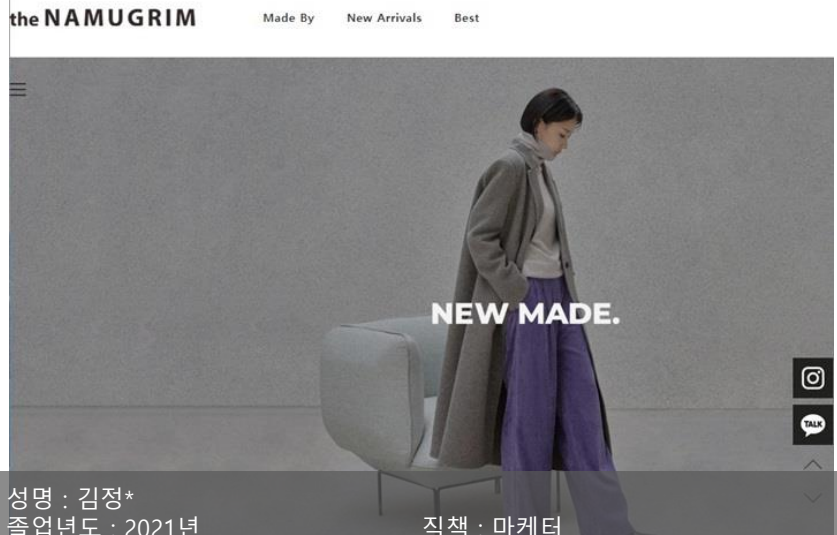 the NAMUGRIM
Made By New Arrivals Best
NEW MADE.
TALK
성명 : 김정*
졸업년도 : 2021년 직책 : 마케터